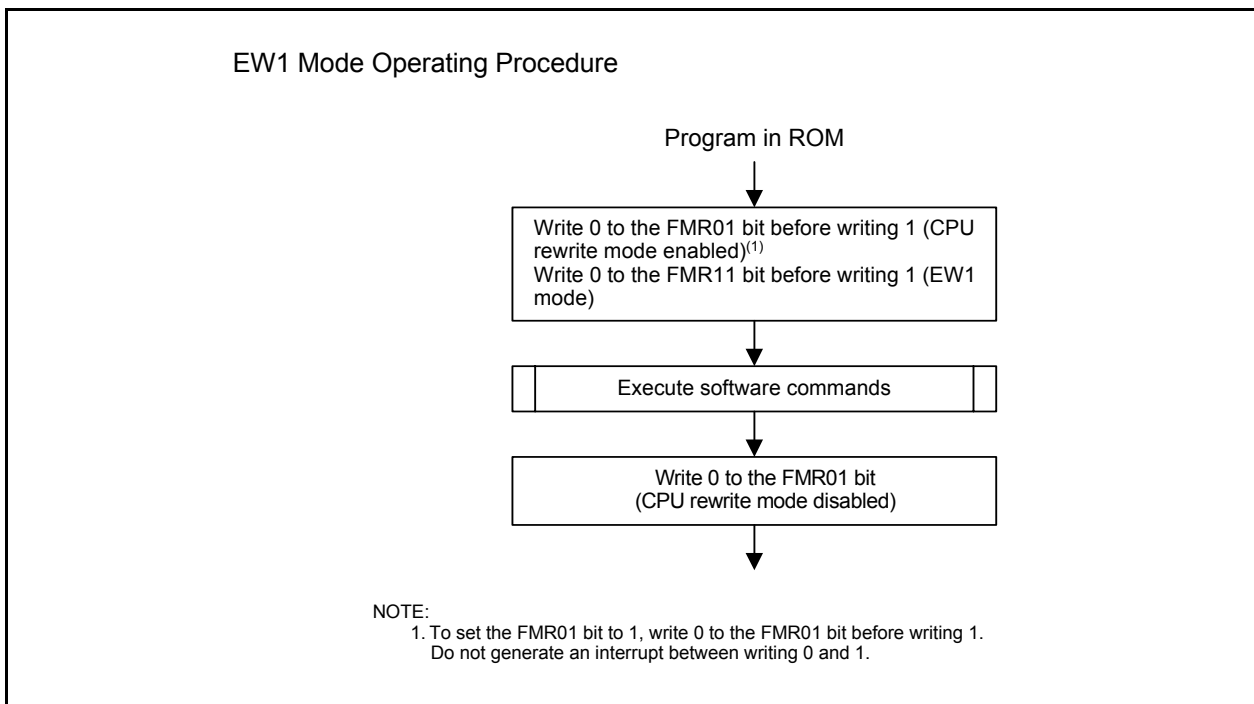 EW1 Mode Operating Procedure
Program in ROM
Write 0 to the FMR01 bit before writing 1 (CPU
rewrite mode enabled)(1)
Write 0 to the FMR11 bit before writing 1 (EW1
mode)
Execute software commands
Write 0 to the FMR01 bit
(CPU rewrite mode disabled)
NOTE:
1. To set the FMR01 bit to 1, write 0 to the FMR01 bit before writing 1.
Do not generate an interrupt between writing 0 and 1.